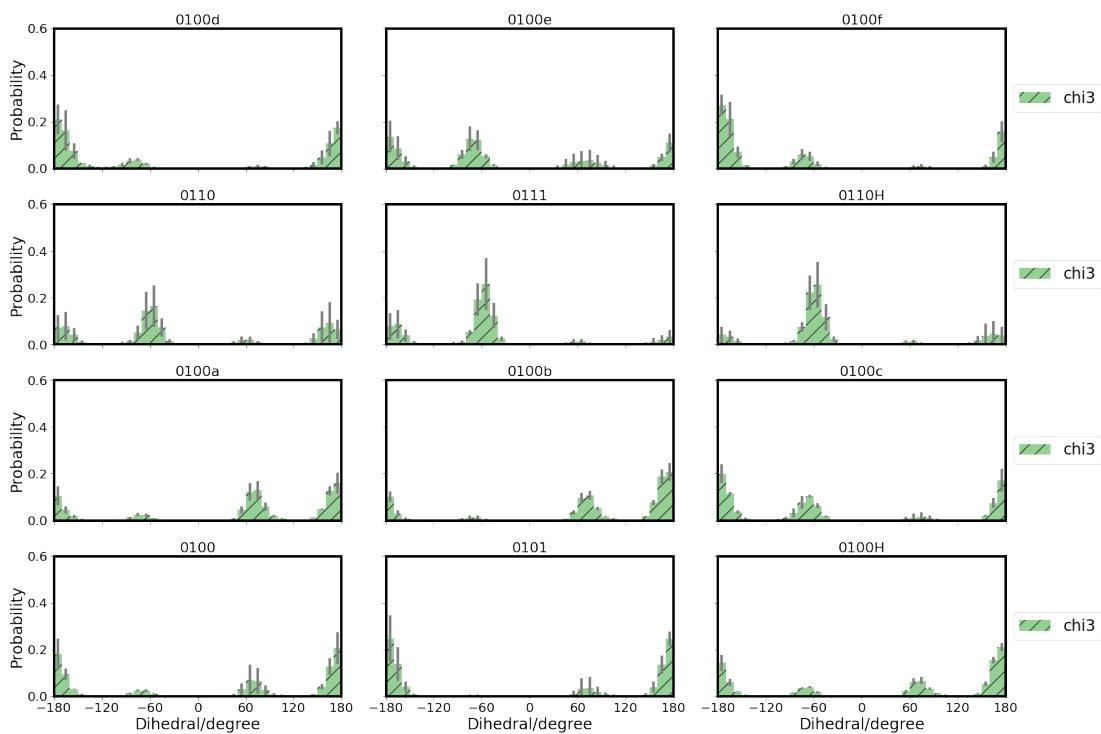 0100d 0100e 0100f
0.6
0.4
0.2
0.0
Probability
chi3
0110 0111 0110H
0.6
0.4
0.2
0.0
Probability
chi3
0100a 0100b 0100c
0.6
0.4
0.2
0.0
Probability
chi3
0100 0101 0100H
0.6
0.4
0.2
0.0
Probability
chi3
−180 −120 −60 0 60 120 180 −180 −120 −60 0 60 120 180 −180 −120 −60 0 60 120 180
Dihedral/degree Dihedral/degree Dihedral/degree